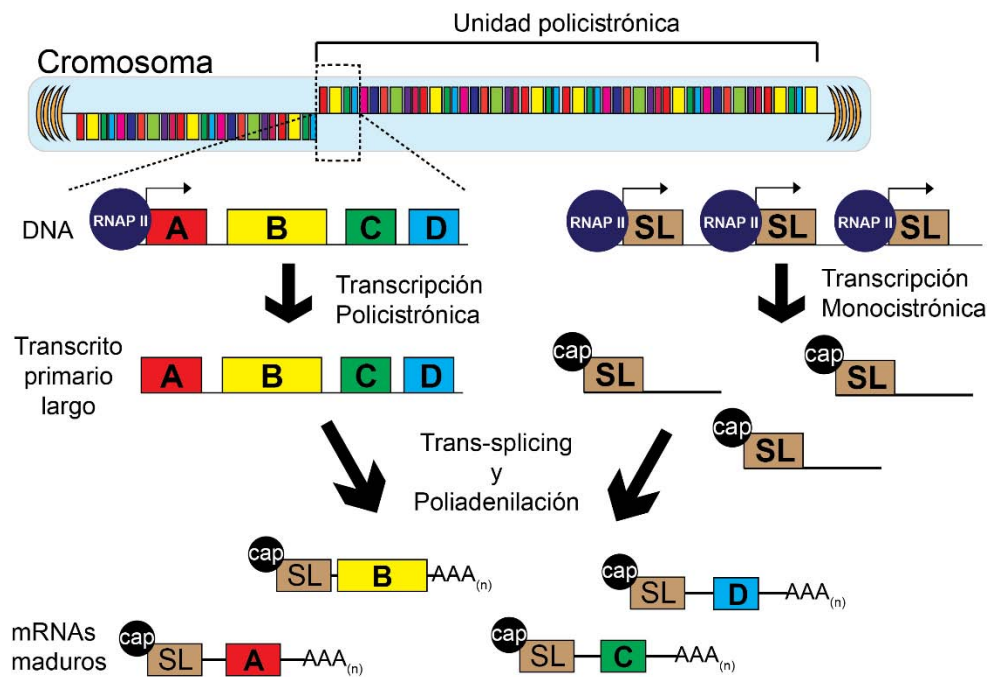 Unidad policistrónica
Cromosoma
DNA
RNAP II
A
B
C
D
RNAP II
SL
RNAP II
SL
RNAP II
SL
Transcripción
Policistrónica
Transcripción
Monocistrónica
Transcrito
primario
largo
A
B
C
D
cap
SL
cap
SL
cap
SL
Trans-splicing
y
Poliadenilación
cap
SL
B
AAA(n)
cap
SL
D
AAA(n)
mRNAs
maduros
cap
SL
A
AAA(n)
cap
SL
C
AAA(n)